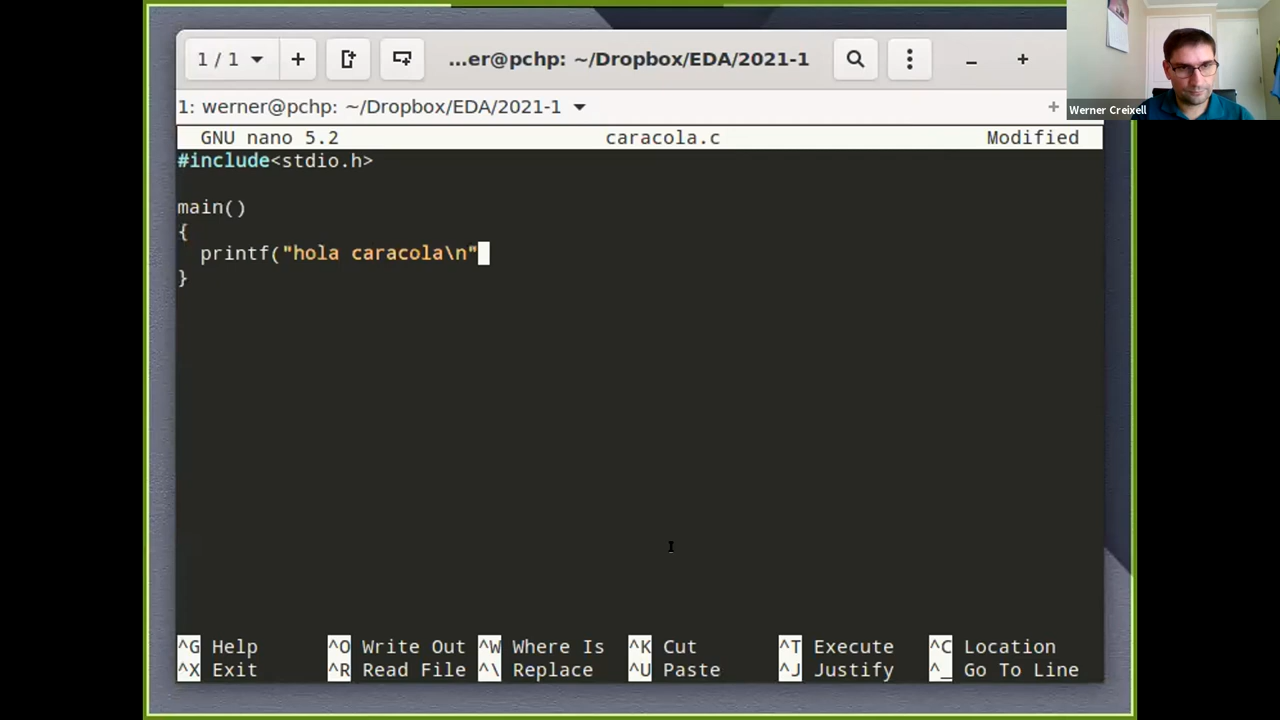 1 / 1
...er@pchp: ~/Dropbox/EDA/2021-1
Werner Creixell
1: werner@pchp: ~/Dropbox/EDA/2021-1
GNU nano 5.2 caracola.c Modified
#include<stdio.h>
main()
{
printf("hola caracola\n"
}
^G Help ^O Write Out ^W Where Is ^K Cut ^T Execute ^C Location
^X Exit ^R Read File ^\ Replace ^U Paste ^J Justify ^_ Go To Line